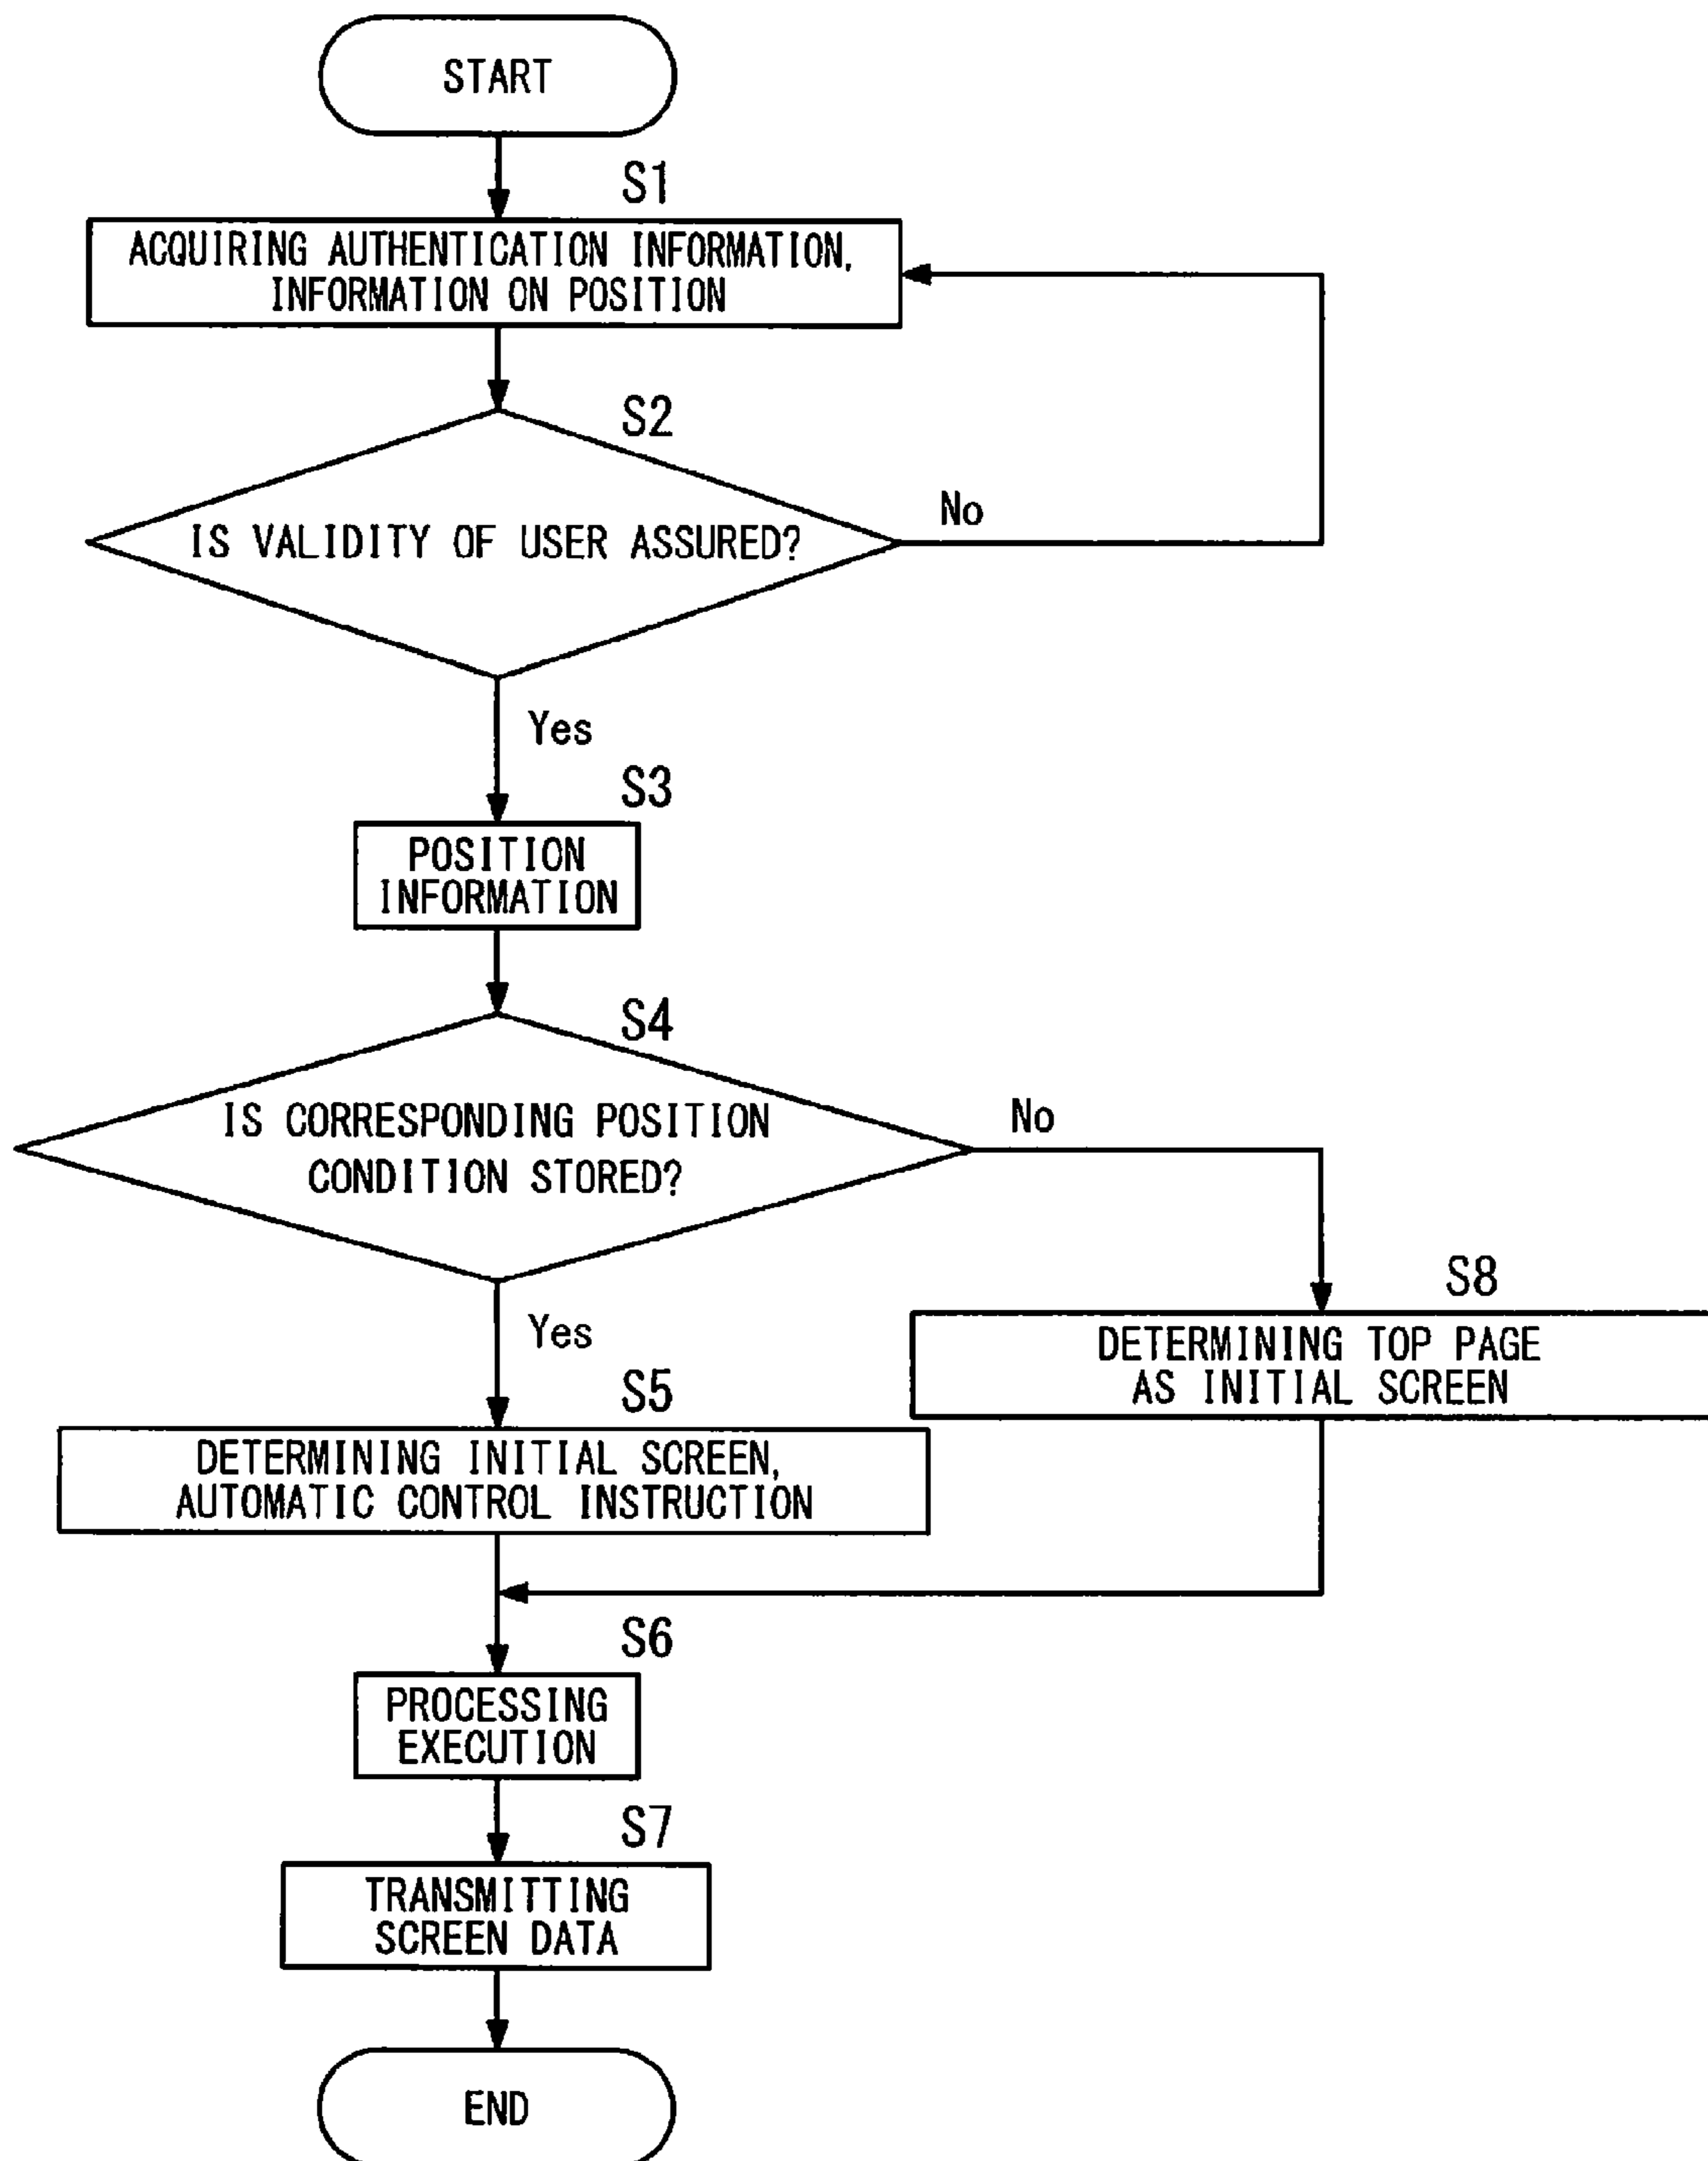 START
S1
ACQUIRING AUTHENTICATION INFORMATION,
INFORMATION ON POSITION
S2
IS VALIDITY OF USER ASSURED?
No
Yes
S3
POSITION
INFORMATION
S4
IS CORRESPONDING POSITION
CONDITION STORED?
No
Yes
S8
DETERMINING TOP PAGE
AS INITIAL SCREEN
S5
DETERMINING INITIAL SCREEN,
AUTOMATIC CONTROL INSTRUCTION
S6
PROCESSING
EXECUTION
S7
TRANSMITTING
SCREEN DATA
END